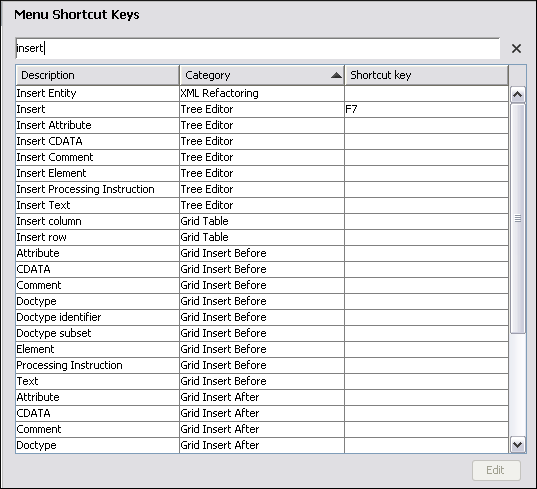 Menu Shortcut Keys
insert
Description Category Shortcut key
Insert Entity XML Refactoring
Insert Tree Editor F7
Insert Attribute Tree Editor
Insert CDATA Tree Editor
Insert Comment Tree Editor
Insert Element Tree Editor
Insert Processing Instruction Tree Editor
Insert Text Tree Editor
Insert column Grid Table
Insert row Grid Table
Attribute Grid Insert Before
CDATA Grid Insert Before
Comment Grid Insert Before
Doctype Grid Insert Before
Doctype identifier Grid Insert Before
Doctype subset Grid Insert Before
Element Grid Insert Before
Processing Instruction Grid Insert Before
Text Grid Insert Before
Attribute Grid Insert After
CDATA Grid Insert After
Comment Grid Insert After
Doctype Grid Insert After
Edit